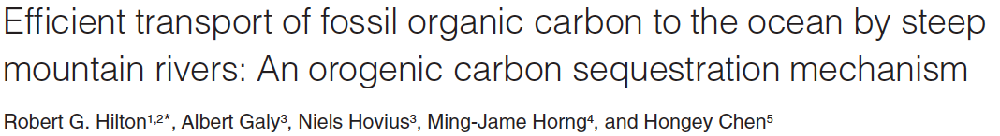 Efficient transport of fossil organic carbon to the ocean by steep
mountain rivers: An orogenic carbon sequestration mechanism
Robert G. Hilton¹,²*, Albert Galy³, Niels Hovius³, Ming-Jame Horng⁴, and Hongey Chen⁵